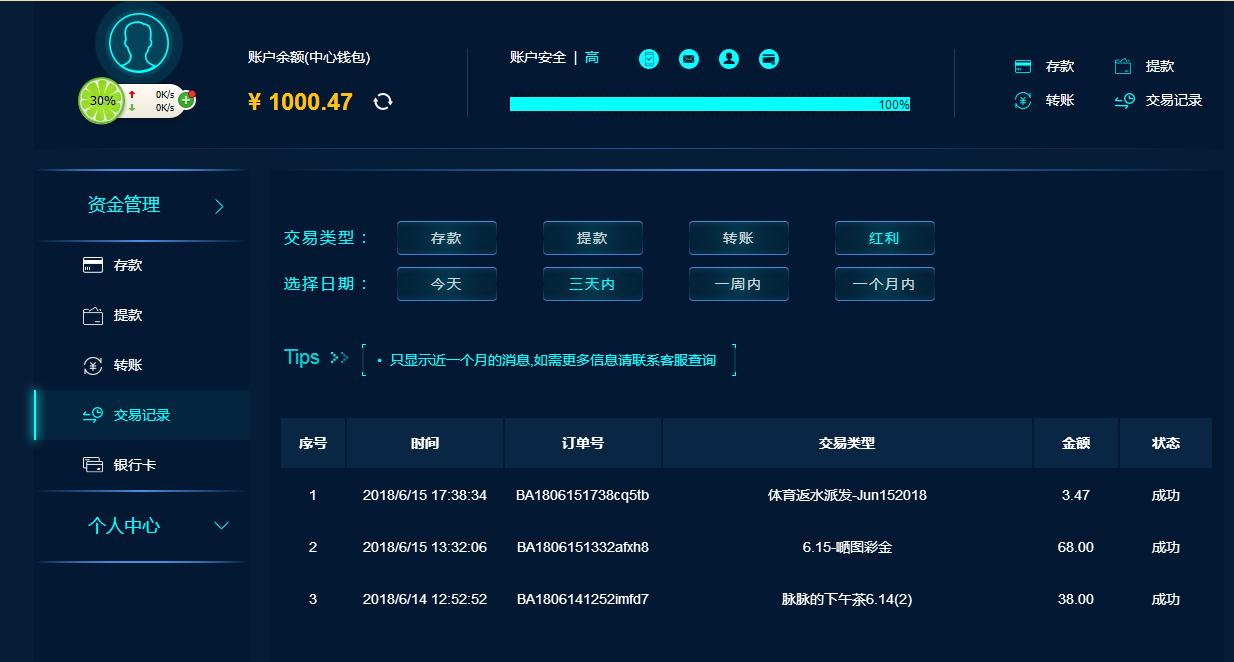 账户余额(中心钱包)
¥ 1000.47
30%
0K/s
0K/s
账户安全 | 高
100%
存款
提款
转账
交易记录
资金管理
存款
提款
转账
交易记录
银行卡
个人中心
交易类型： 存款 提款 转账 红利
选择日期： 今天 三天内 一周内 一个月内
Tips
• 只显示近一个月的消息,如需更多信息请联系客服查询
序号 时间 订单号 交易类型 金额 状态
1 2018/6/15 17:38:34 BA1806151738cq5tb 体育返水派发-Jun152018 3.47 成功
2 2018/6/15 13:32:06 BA1806151332afxh8 6.15-晒图彩金 68.00 成功
3 2018/6/14 12:52:52 BA1806141252imfd7 脉脉的下午茶6.14(2) 38.00 成功